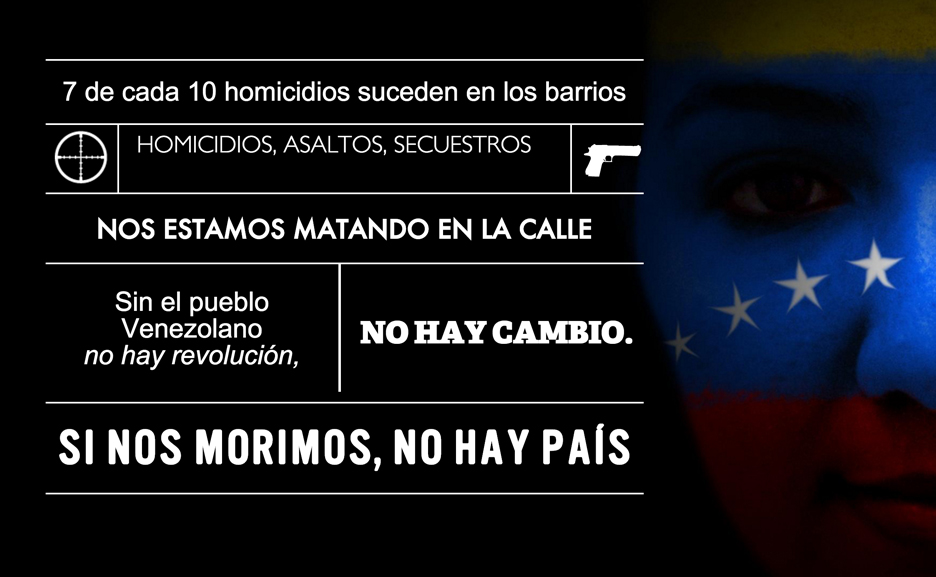 7 de cada 10 homicidios suceden en los barrios
HOMICIDIOS, ASALTOS, SECUESTROS
NOS ESTAMOS MATANDO EN LA CALLE
Sin el pueblo
Venezolano
no hay revolución,
NO HAY CAMBIO.
SI NOS MORIMOS, NO HAY PAÍS